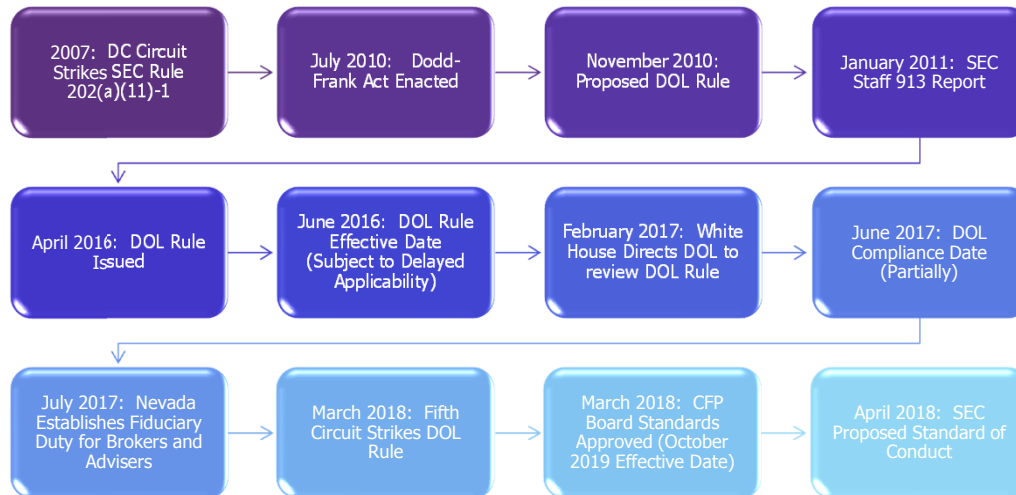 2007: DC Circuit
Strikes SEC Rule
202(a)(11)-1
July 2010: Dodd-
Frank Act Enacted
November 2010:
Proposed DOL Rule
January 2011: SEC
Staff 913 Report
April 2016: DOL Rule
Issued
June 2016: DOL Rule
Effective Date
(Subject to Delayed
Applicability)
February 2017: White
House Directs DOL to
review DOL Rule
June 2017: DOL
Compliance Date
(Partially)
July 2017: Nevada
Establishes Fiduciary
Duty for Brokers and
Advisers
March 2018: Fifth
Circuit Strikes DOL
Rule
March 2018: CFP
Board Standards
Approved (October
2019 Effective Date)
April 2018: SEC
Proposed Standard of
Conduct